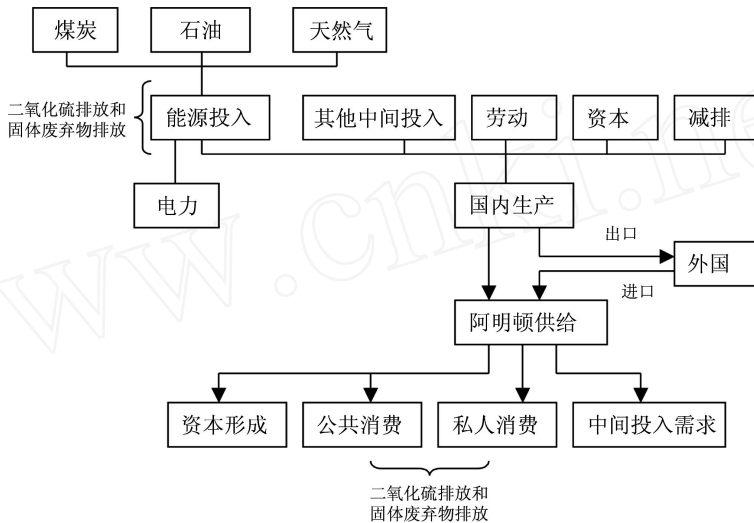 煤炭
石油
天然气
二氧化硫排放和
固体废弃物排放
能源投入
其他中间投入
劳动
资本
减排
电力
国内生产
出口
外国
进口
阿明顿供给
资本形成
公共消费
私人消费
中间投入需求
二氧化硫排放和
固体废弃物排放
www.cnki.ne